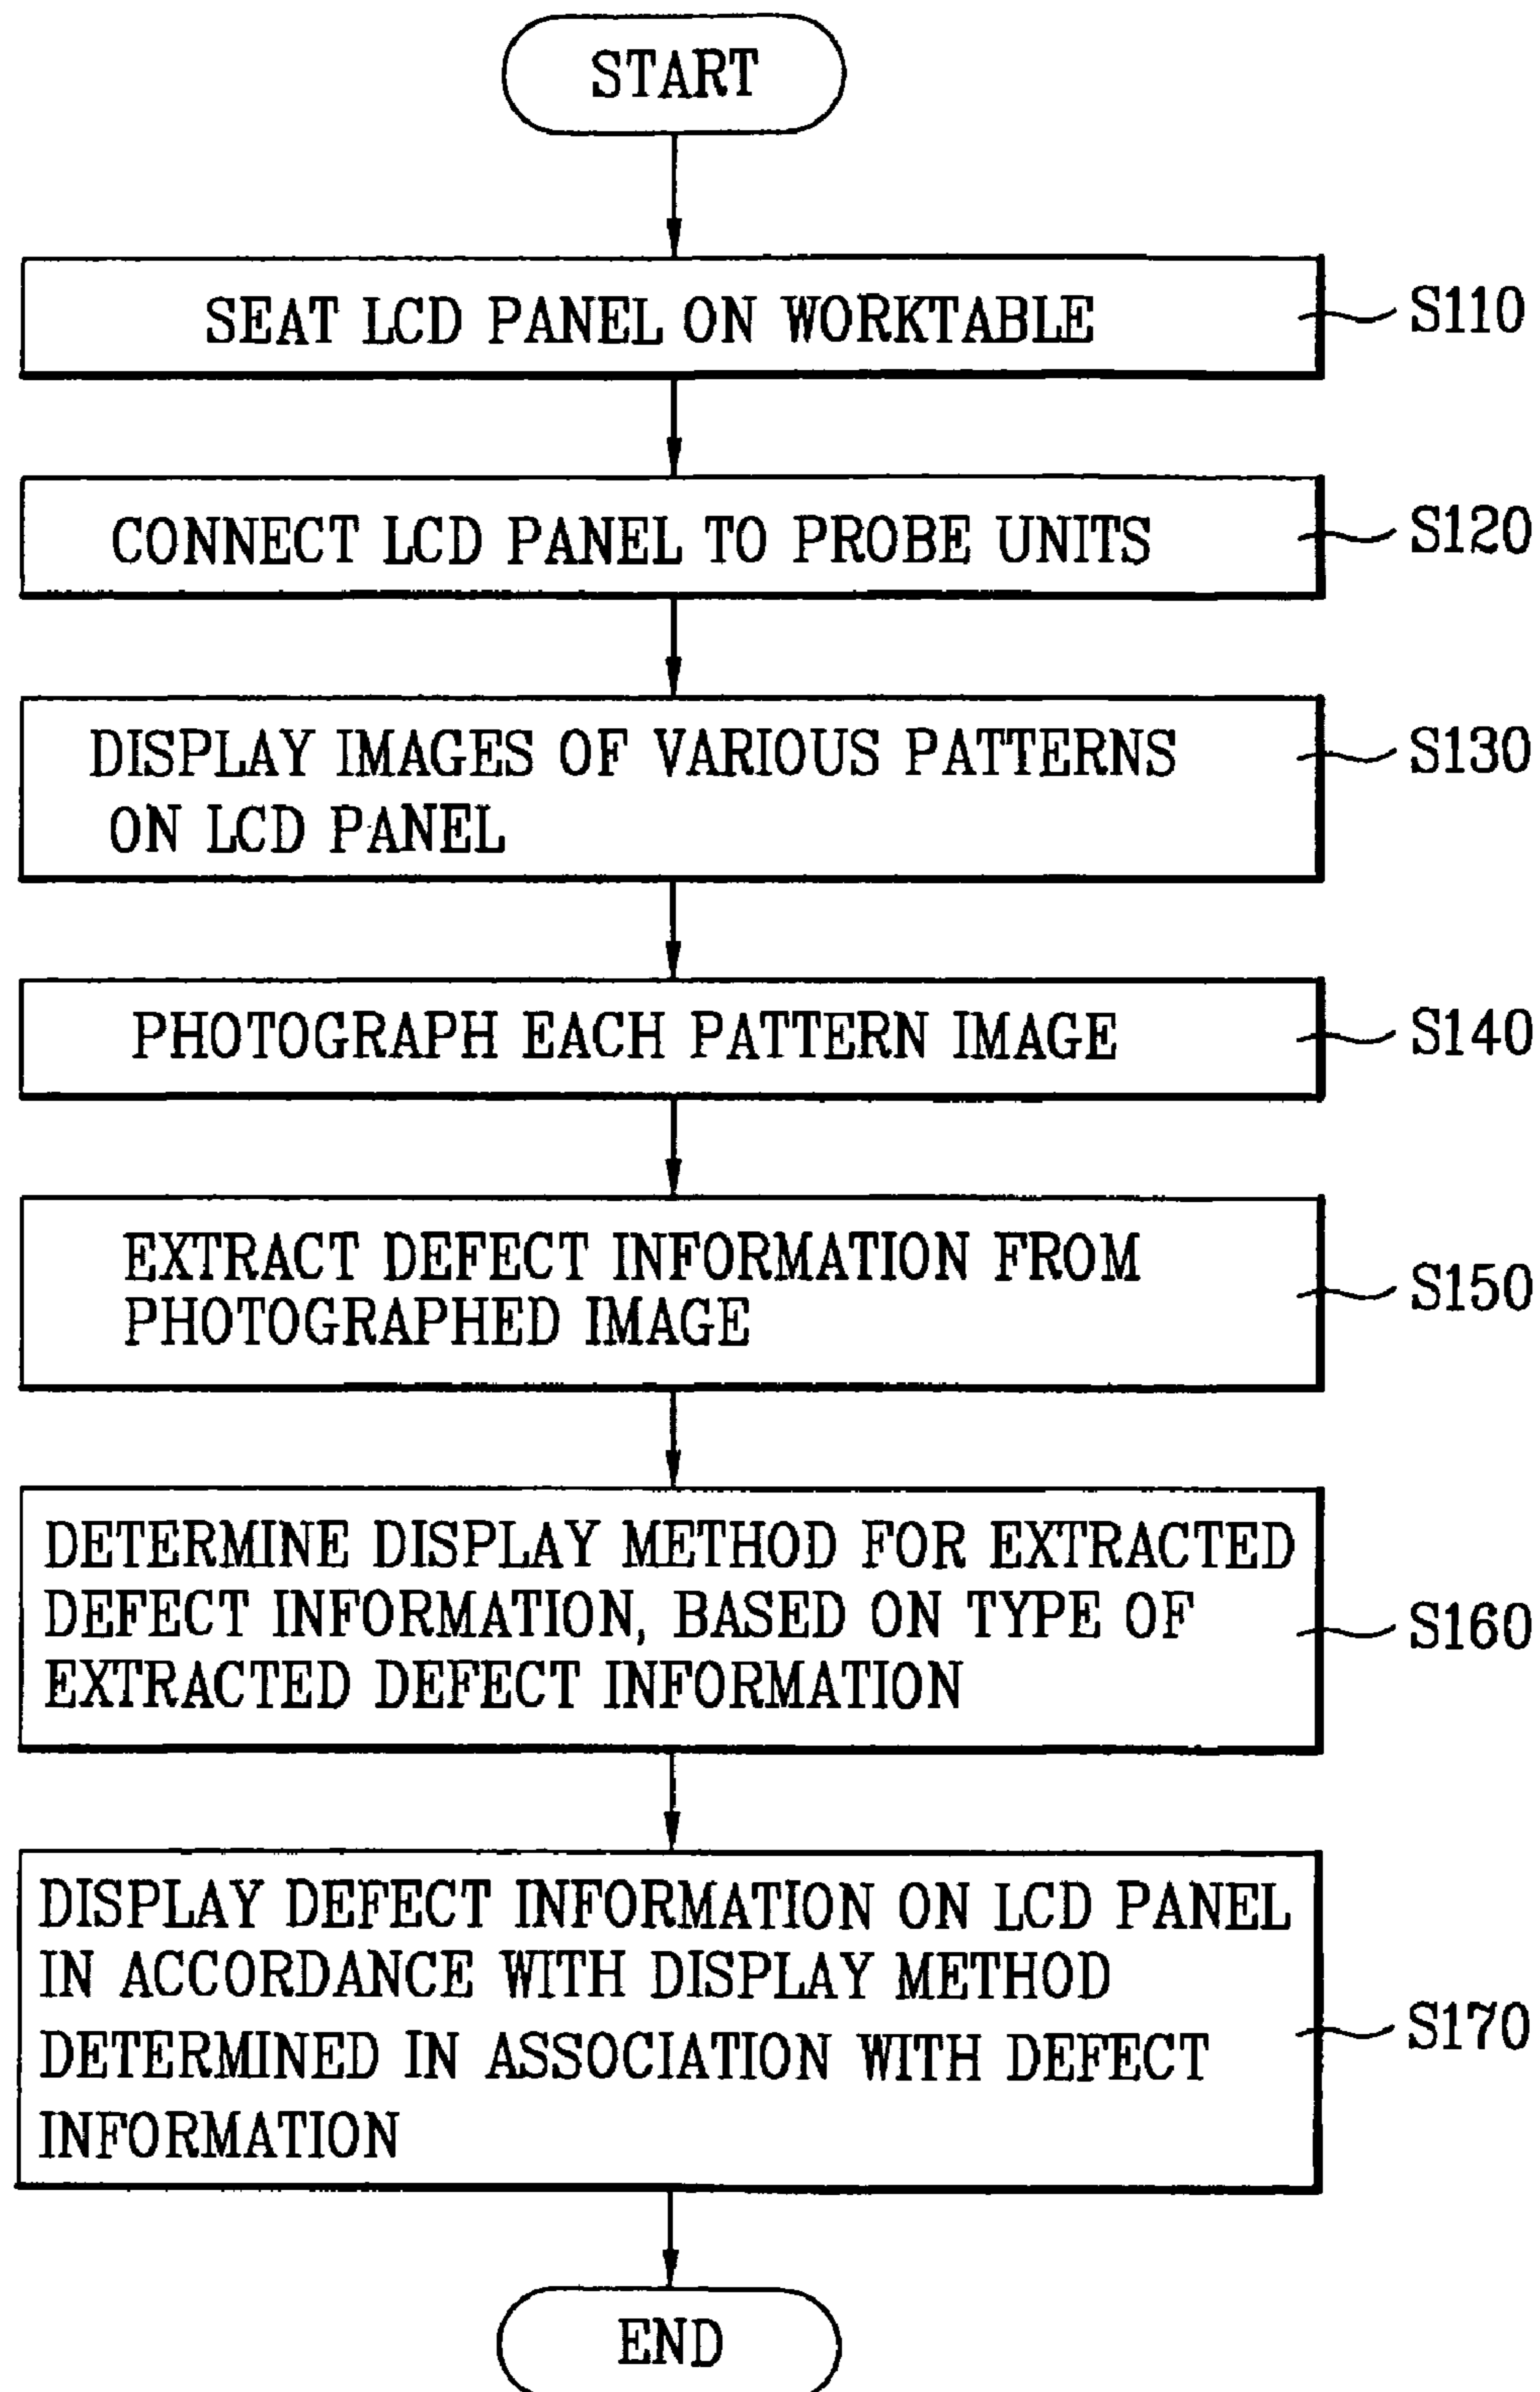 START
SEAT LCD PANEL ON WORKTABLE
S110
CONNECT LCD PANEL TO PROBE UNITS
S120
DISPLAY IMAGES OF VARIOUS PATTERNS
ON LCD PANEL
S130
PHOTOGRAPH EACH PATTERN IMAGE
S140
EXTRACT DEFECT INFORMATION FROM
PHOTOGRAPHED IMAGE
S150
DETERMINE DISPLAY METHOD FOR EXTRACTED
DEFECT INFORMATION, BASED ON TYPE OF
EXTRACTED DEFECT INFORMATION
S160
DISPLAY DEFECT INFORMATION ON LCD PANEL
IN ACCORDANCE WITH DISPLAY METHOD
DETERMINED IN ASSOCIATION WITH DEFECT
INFORMATION
S170
END